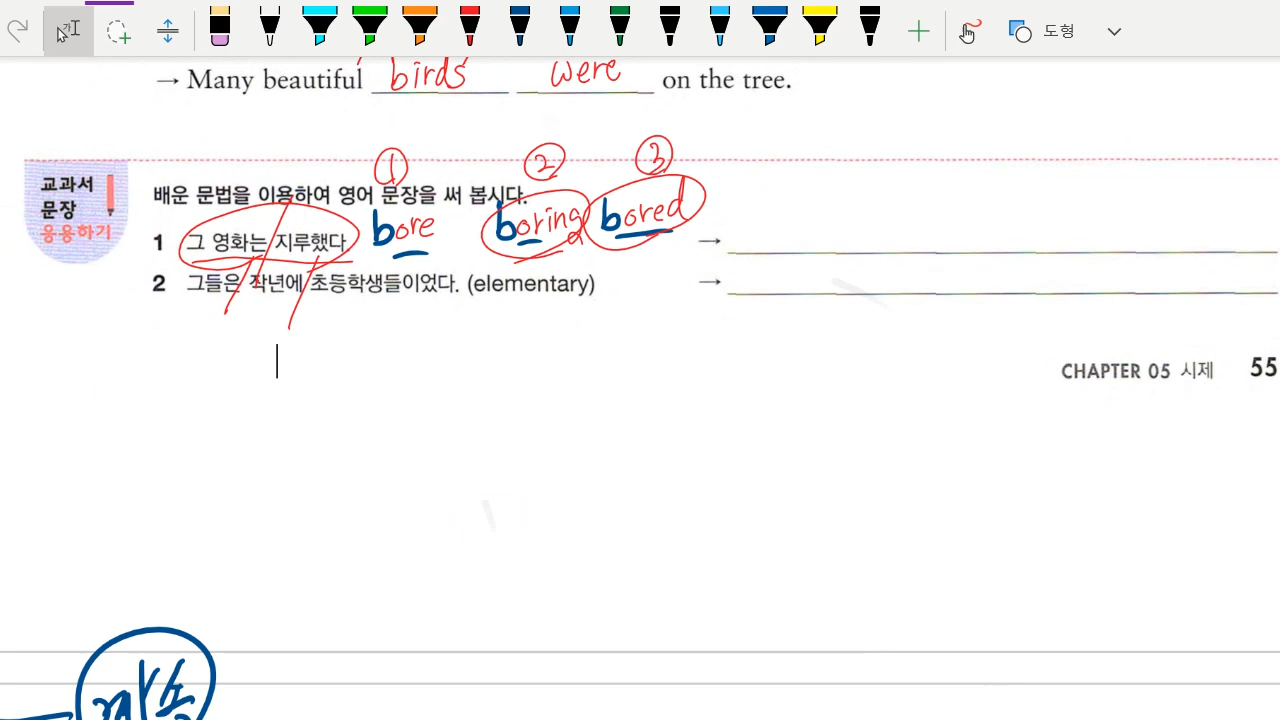 도형
→ Many beautiful birds were on the tree.
① ② ③
교과서
문장
응용하기
배운 문법을 이용하여 영어 문장을 써 봅시다.
bore boring bored
1 그 영화는 지루했다. →
2 그들은 작년에 초등학생들이었다. (elementary) →
CHAPTER 05 시제 55